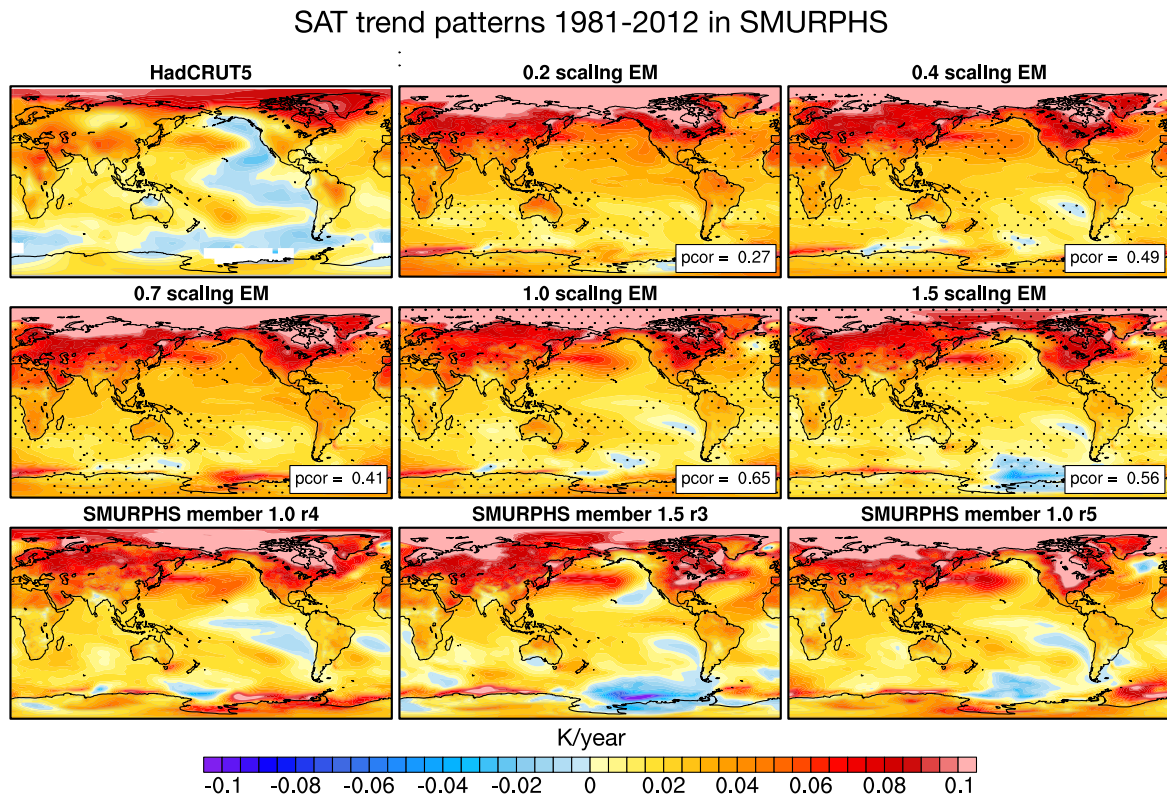 SAT trend patterns 1981-2012 in SMURPHS
HadCRUT5
0.2 scaling EM
0.4 scaling EM
pcor = 0.27
pcor = 0.49
0.7 scaling EM
1.0 scaling EM
1.5 scaling EM
pcor = 0.41
pcor = 0.65
pcor = 0.56
SMURPHS member 1.0 r4
SMURPHS member 1.5 r3
SMURPHS member 1.0 r5
K/year
-0.1 -0.08 -0.06 -0.04 -0.02 0 0.02 0.04 0.06 0.08 0.1